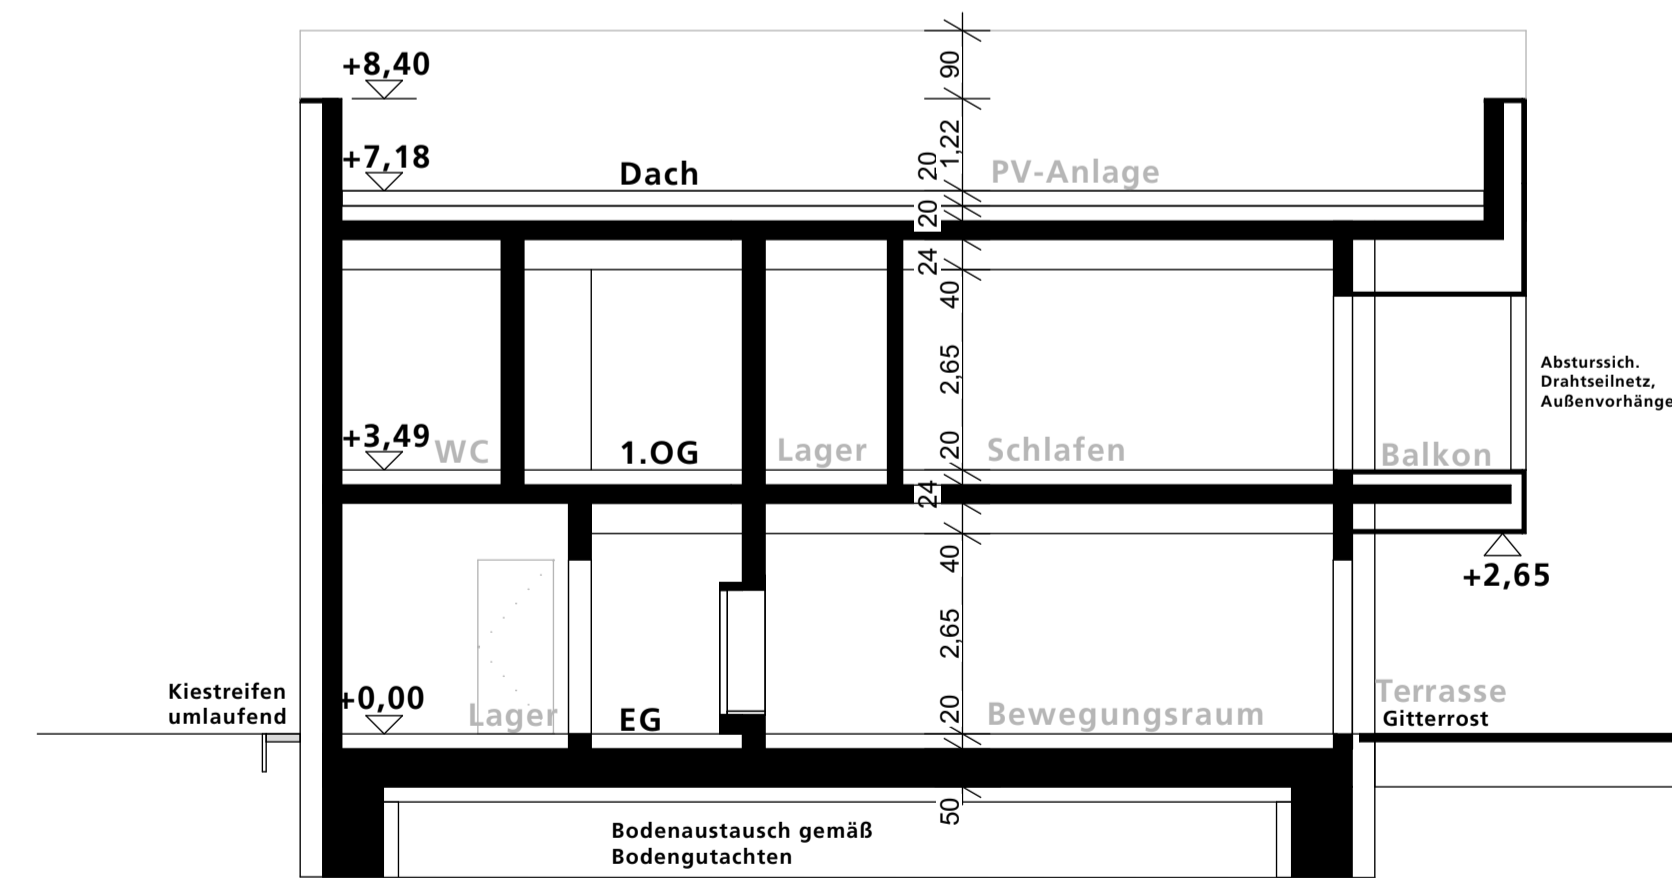 +8,40
90
+7,18
Dach
20
1,22
PV-Anlage
20
24
40
2,65
Absturssich.
Drahtseilnetz,
Außenvorhänge
+3,49
WC
1.OG
Lager
20
Schlafen
Balkon
24
40
+2,65
2,65
Kiestreifen
umlaufend
+0,00
Lager
EG
20
Bewegungsraum
Terrasse
Gitterrost
50
Bodenaustausch gemäß
Bodengutachten